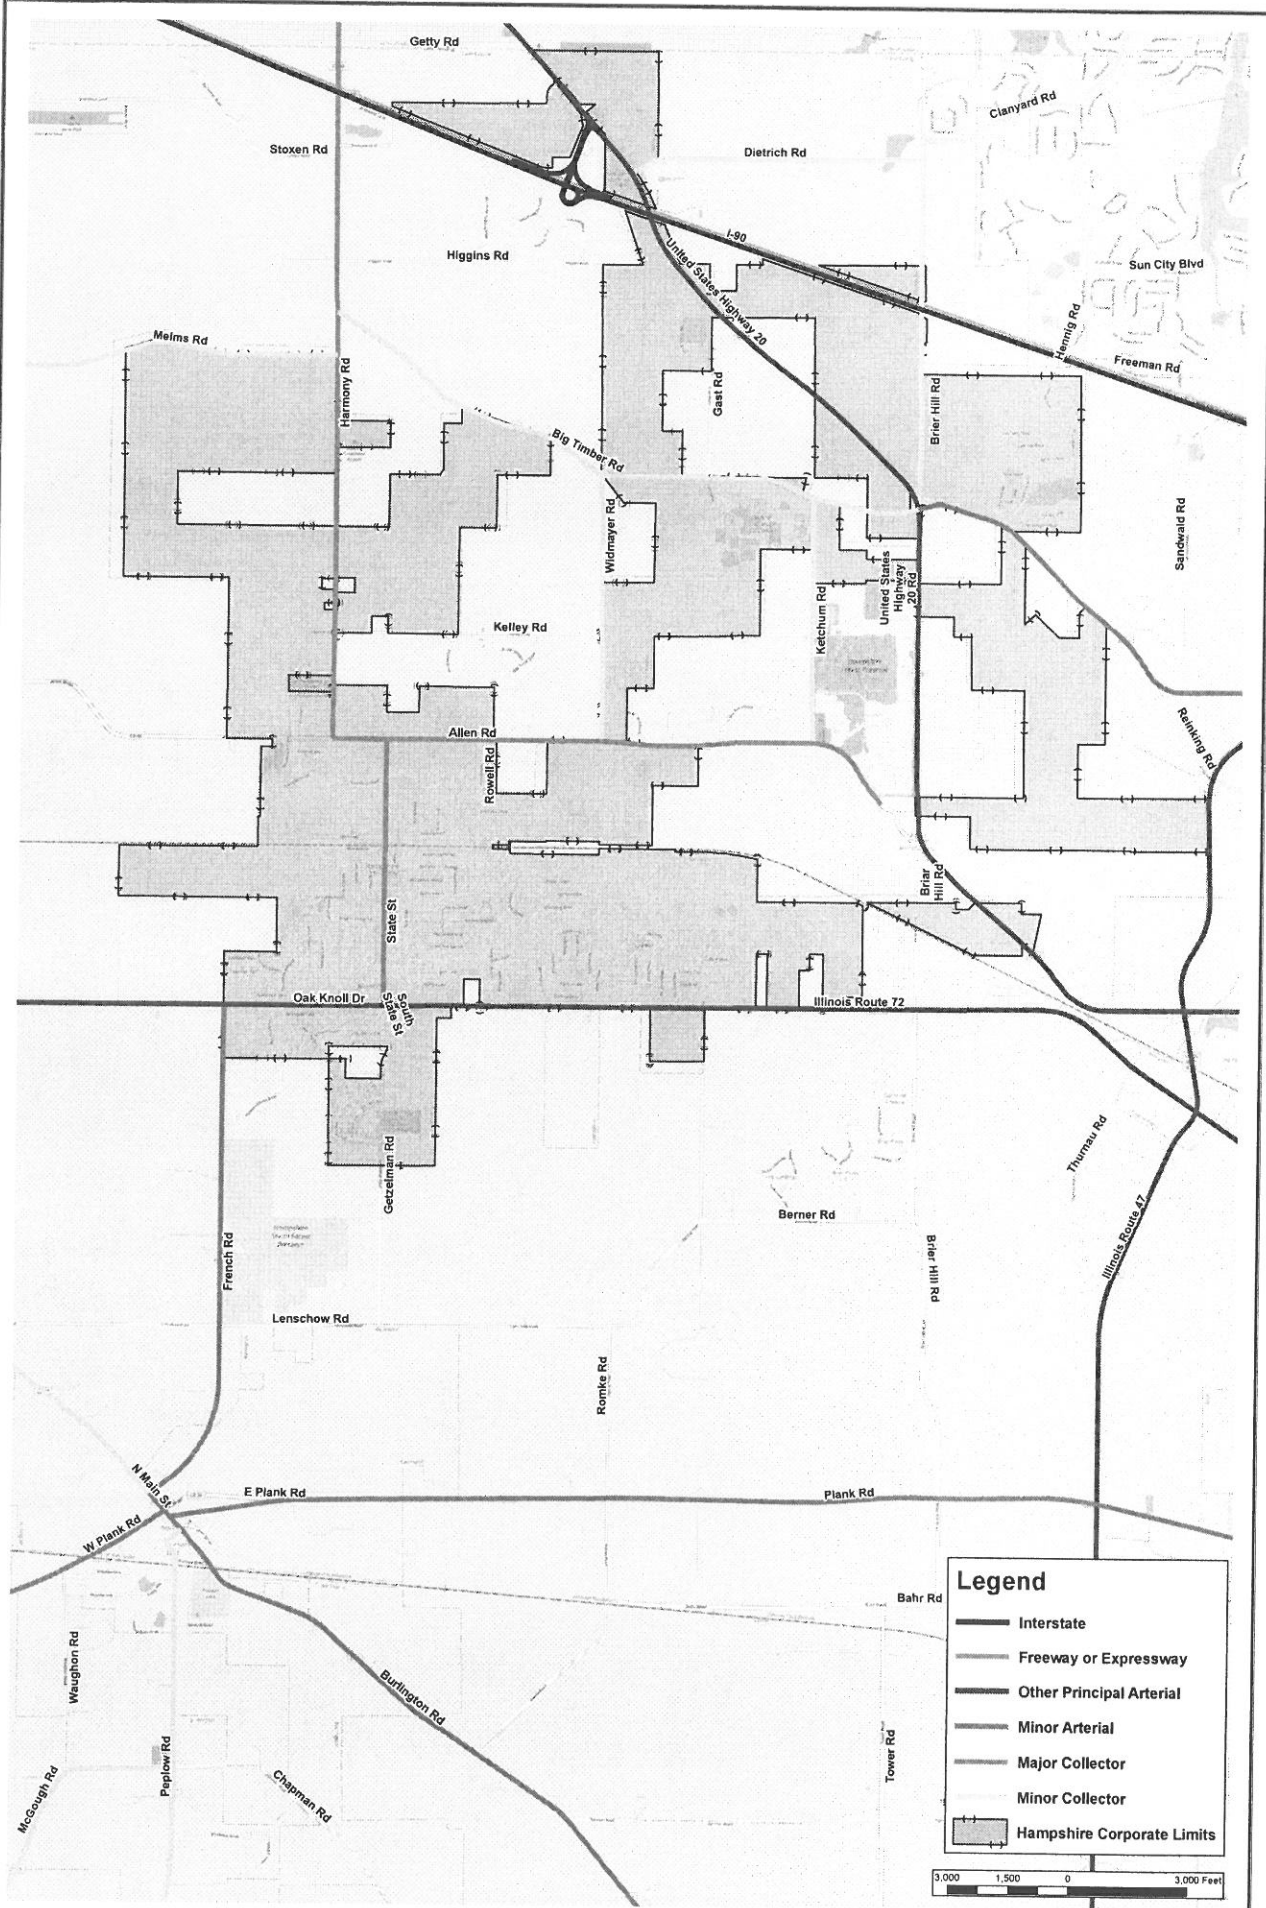 Getty Rd
Clanyard Rd
Stoxen Rd
Dietrich Rd
I-90
Higgins Rd
United States Highway 20
Sun City Blvd
Melms Rd
Hennig Rd
Freeman Rd
Harmony Rd
Gast Rd
Brier Hill Rd
Big Timber Rd
Widmayer Rd
Sandwald Rd
United States
Highway
20 Rd
Ketchum Rd
Kelley Rd
Reinking Rd
Allen Rd
Rowell Rd
Briar
Hill Rd
State St
Oak Knoll Dr
South
State St
Illinois Route 72
Getzelman Rd
Thurnau Rd
Berner Rd
French Rd
Brier Hill Rd
Illinois Route 47
Lenschow Rd
Romke Rd
N Main St
E Plank Rd
Plank Rd
W Plank Rd
Bahr Rd
Waughon Rd
Burlington Rd
Peplow Rd
Tower Rd
McGough Rd
Chapman Rd
Legend
Interstate
Freeway or Expressway
Other Principal Arterial
Minor Arterial
Major Collector
Minor Collector
Hampshire Corporate Limits
3,000 1,500 0 3,000 Feet